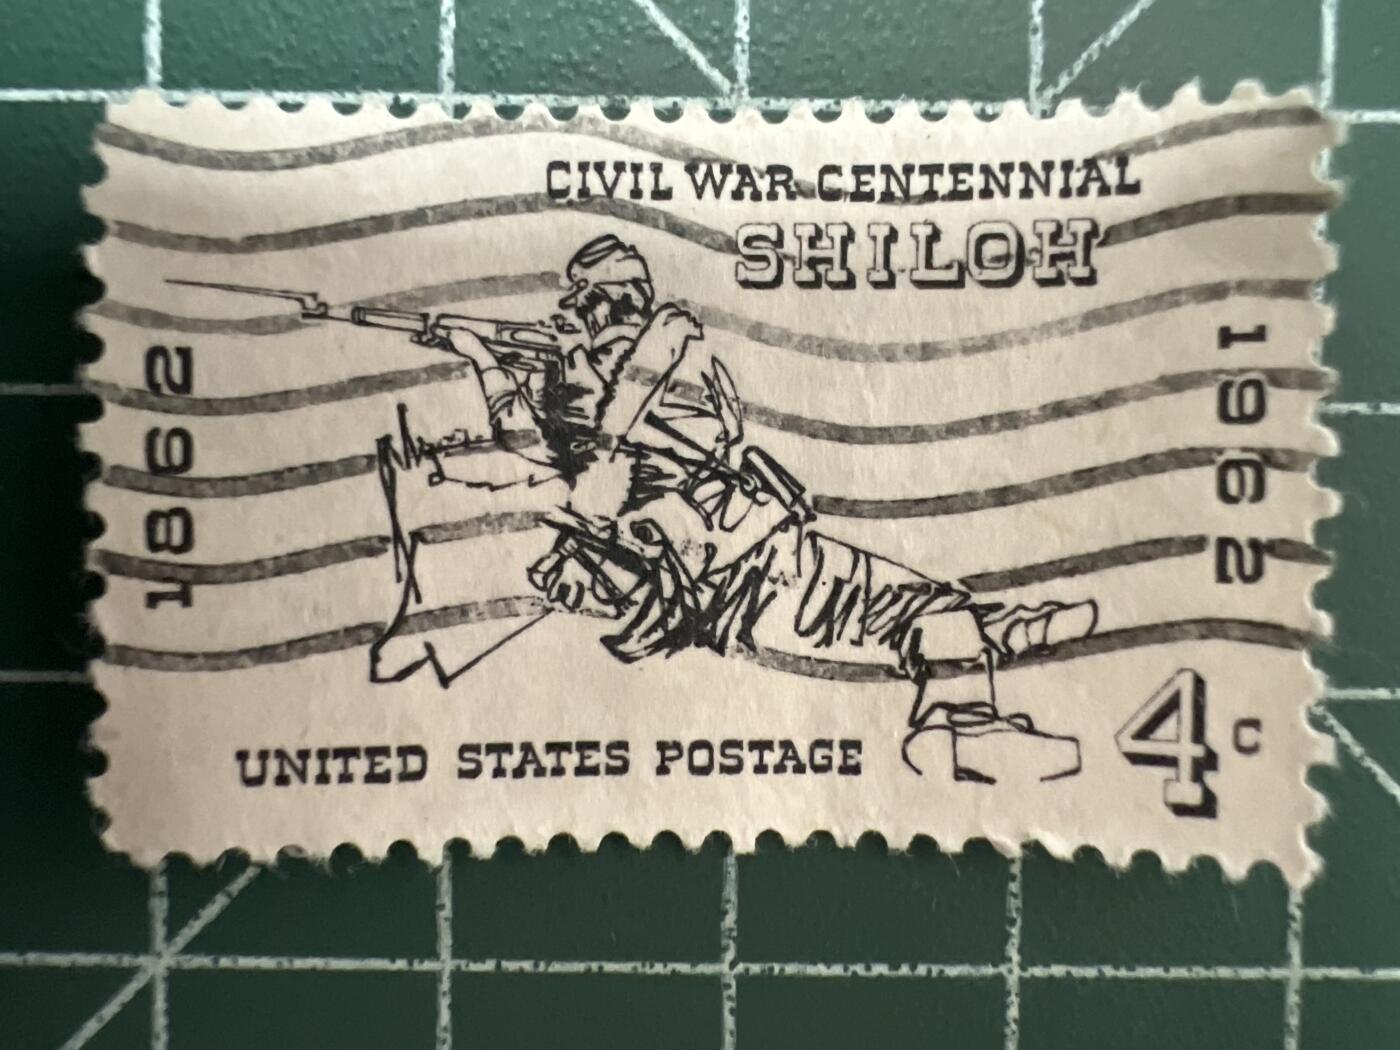 CIVIL WAR CENTENNIAL
SHILOH
1862
1962
UNITED STATES POSTAGE
4c